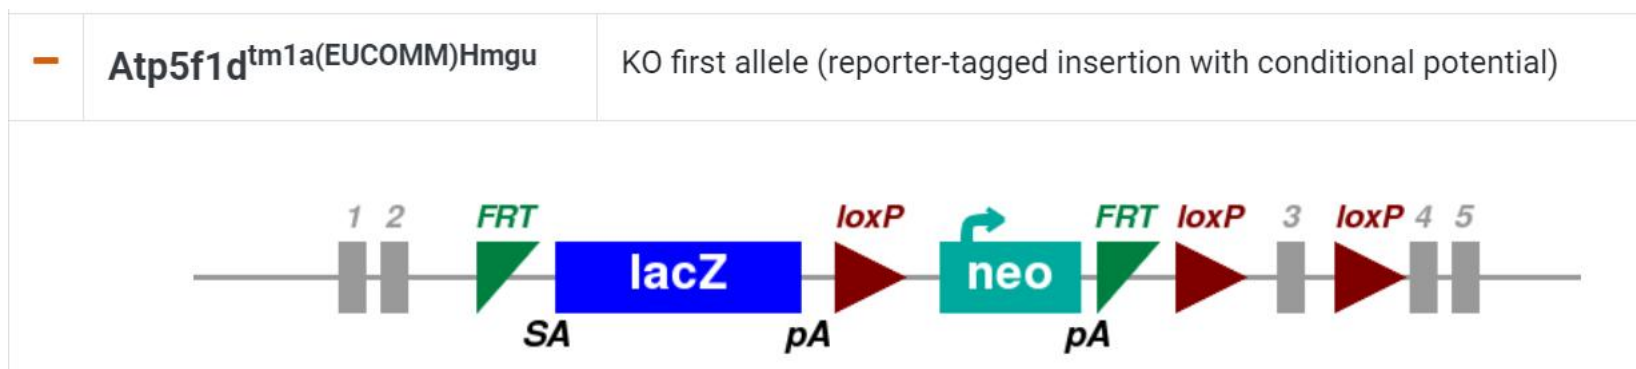 Atp5f1dtm1a(EUCOMM)Hmgu
KO first allele (reporter-tagged insertion with conditional potential)
1 2 FRT loxP FRT loxP 3 loxP 4 5
lacZ neo
SA pA pA